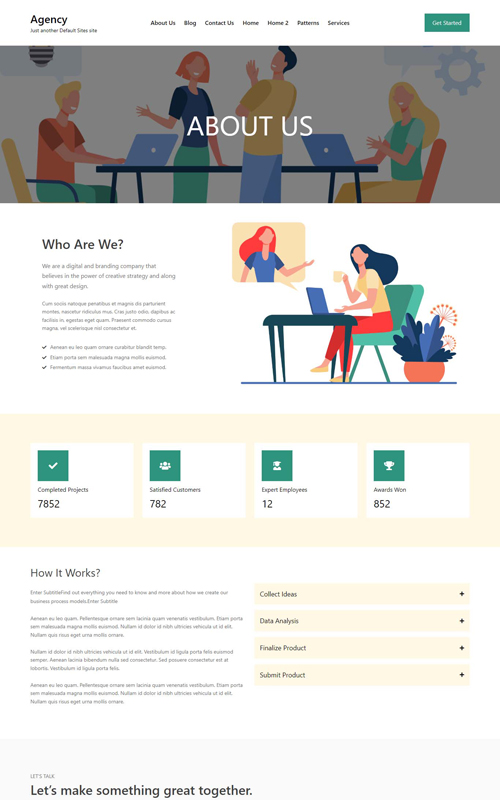 Agency
Just another Default Sites site
About Us Blog Contact Us Home Home 2 Patterns Services
Get Started
ABOUT US
Who Are We?
We are a digital and branding company that
believes in the power of creative strategy and along
with great design.
Cum sociis natoque penatibus et magnis dis parturient
montes, nascetur ridiculus mus. Cras justo odio, dapibus ac
facilisis in, egestas eget quam. Praesent commodo cursus
magna, vel scelerisque nisl consectetur et.
Aenean eu leo quam ornare curabitur blandit temp.
Etiam porta sem malesuada magna mollis euismod.
Fermentum massa vivamus faucibus amet euismod.
Completed Projects
7852
Satisfied Customers
782
Expert Employees
12
Awards Won
852
How It Works?
Enter SubtitleFind out everything you need to know and more about how we create our
business process models.Enter Subtitle
Aenean eu leo quam. Pellentesque ornare sem lacinia quam venenatis vestibulum. Etiam porta
sem malesuada magna mollis euismod. Nullam id dolor id nibh ultricies vehicula ut id elit.
Nullam quis risus eget urna mollis ornare.
Nullam id dolor id nibh ultricies vehicula ut id elit. Vestibulum id ligula porta felis euismod
semper. Aenean lacinia bibendum nulla sed consectetur. Sed posuere consectetur est at
lobortis. Vestibulum id ligula porta felis.
Aenean eu leo quam. Pellentesque ornare sem lacinia quam venenatis vestibulum. Etiam porta
sem malesuada magna mollis euismod. Nullam id dolor id nibh ultricies vehicula ut id elit.
Nullam quis risus eget urna mollis ornare.
Collect Ideas
Data Analysis
Finalize Product
Submit Product
LET'S TALK
Let's make something great together.